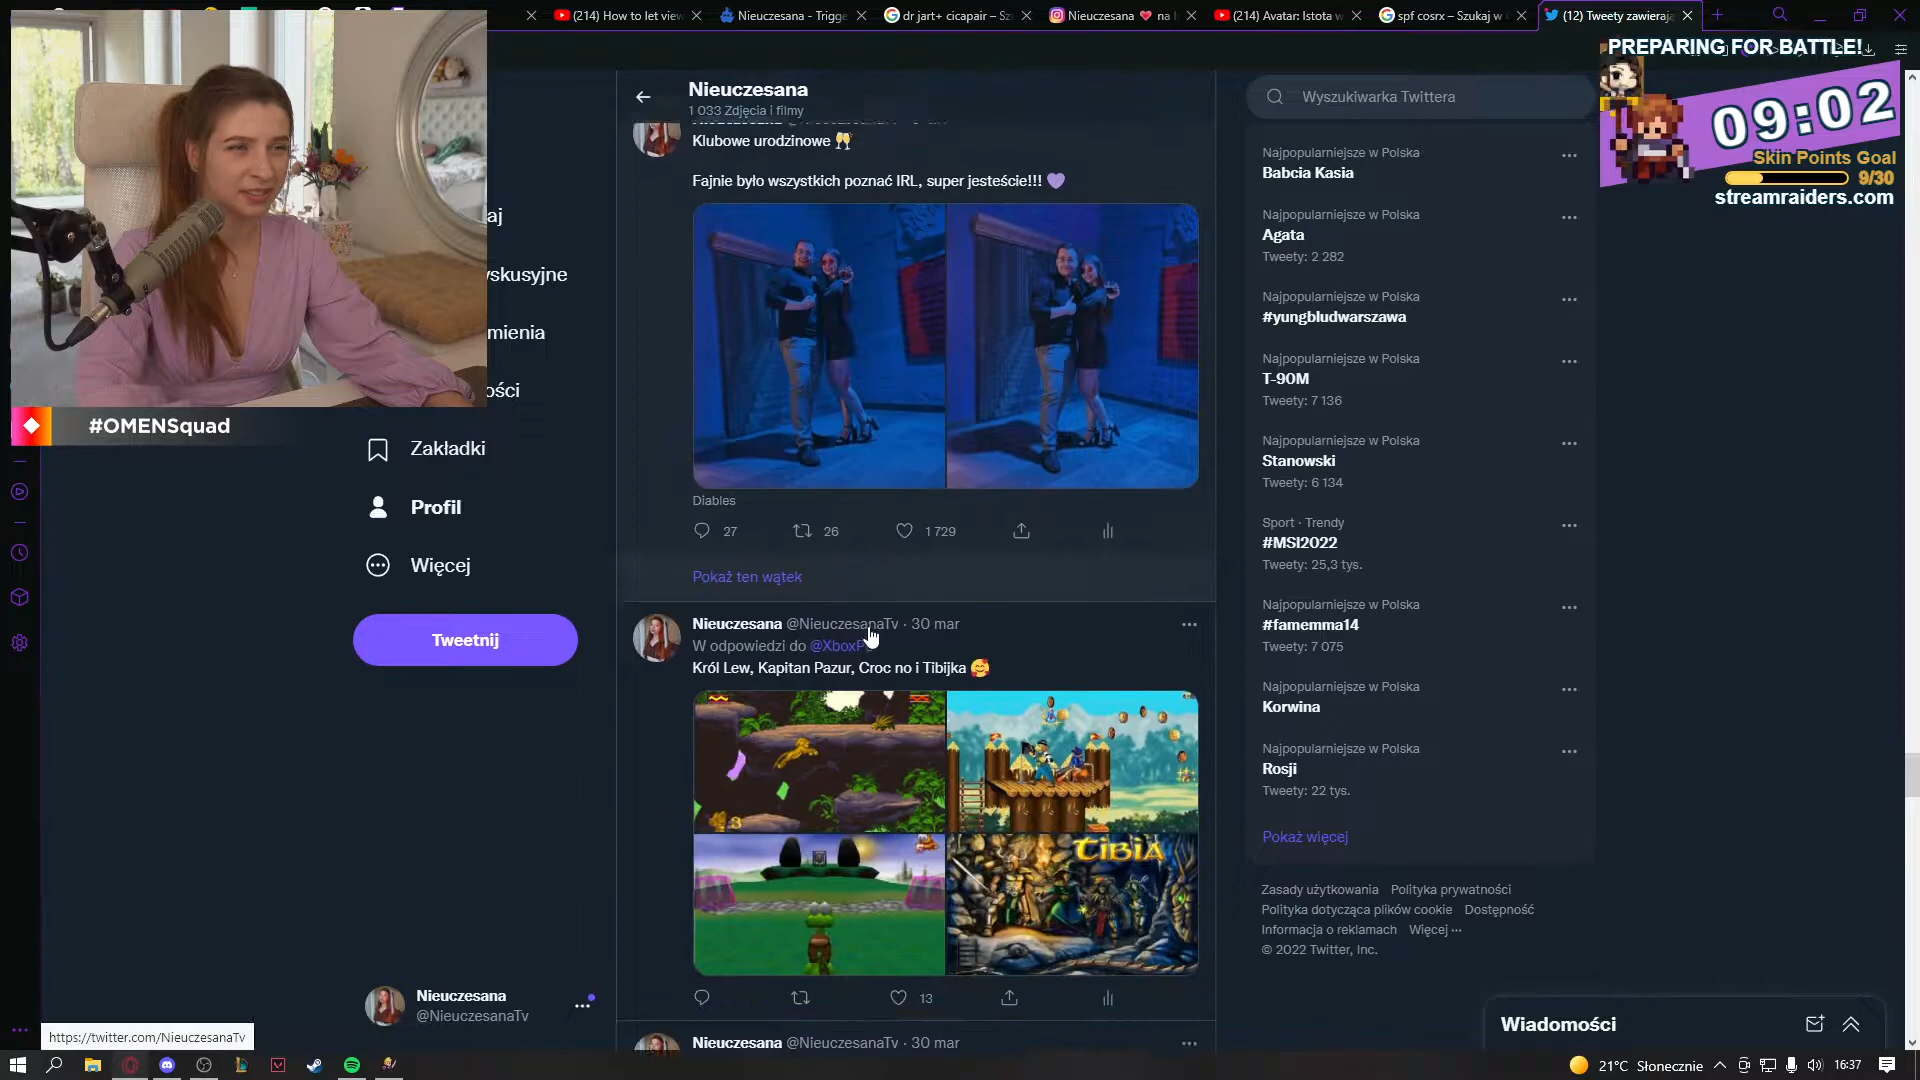 (214) How to let view
Nieuczesana - Trigge
dr jart+ cicapair – Sz
Nieuczesana ❤️ na I
(214) Avatar: Istota w
spf cosrx – Szukaj w
(12) Tweety zawieraj
PREPARING FOR BATTLE!
09:02
Skin Points Goal
9/30
streamraiders.com
#OMENSquad
aj
yskusyjne
mienia
ości
Zakładki
Profil
Więcej
Tweetnij
Nieuczesana
@NieuczesanaTv
https://twitter.com/NieuczesanaTv
Nieuczesana
1 033 Zdjęcia i filmy
Klubowe urodzinowe 🥂
Fajnie było wszystkich poznać IRL, super jesteście!!! 💜
Diables
27
26
1 729
Pokaż ten wątek
Nieuczesana @NieuczesanaTv · 30 mar
W odpowiedzi do @XboxP
Król Lew, Kapitan Pazur, Croc no i Tibijka 🥰
3
TIBIA
13
Nieuczesana @NieuczesanaTv · 30 mar
Wyszukiwarka Twittera
Najpopularniejsze w Polska
Babcia Kasia
Najpopularniejsze w Polska
Agata
Tweety: 2 282
Najpopularniejsze w Polska
#yungbludwarszawa
Najpopularniejsze w Polska
T-90M
Tweety: 7 136
Najpopularniejsze w Polska
Stanowski
Tweety: 6 134
Sport · Trendy
#MSI2022
Tweety: 25,3 tys.
Najpopularniejsze w Polska
#famemma14
Tweety: 7 075
Najpopularniejsze w Polska
Korwina
Najpopularniejsze w Polska
Rosji
Tweety: 22 tys.
Pokaż więcej
Zasady użytkowania Polityka prywatności
Polityka dotycząca plików cookie Dostępność
Informacja o reklamach Więcej ···
© 2022 Twitter, Inc.
Wiadomości
21°C Słonecznie
16:37